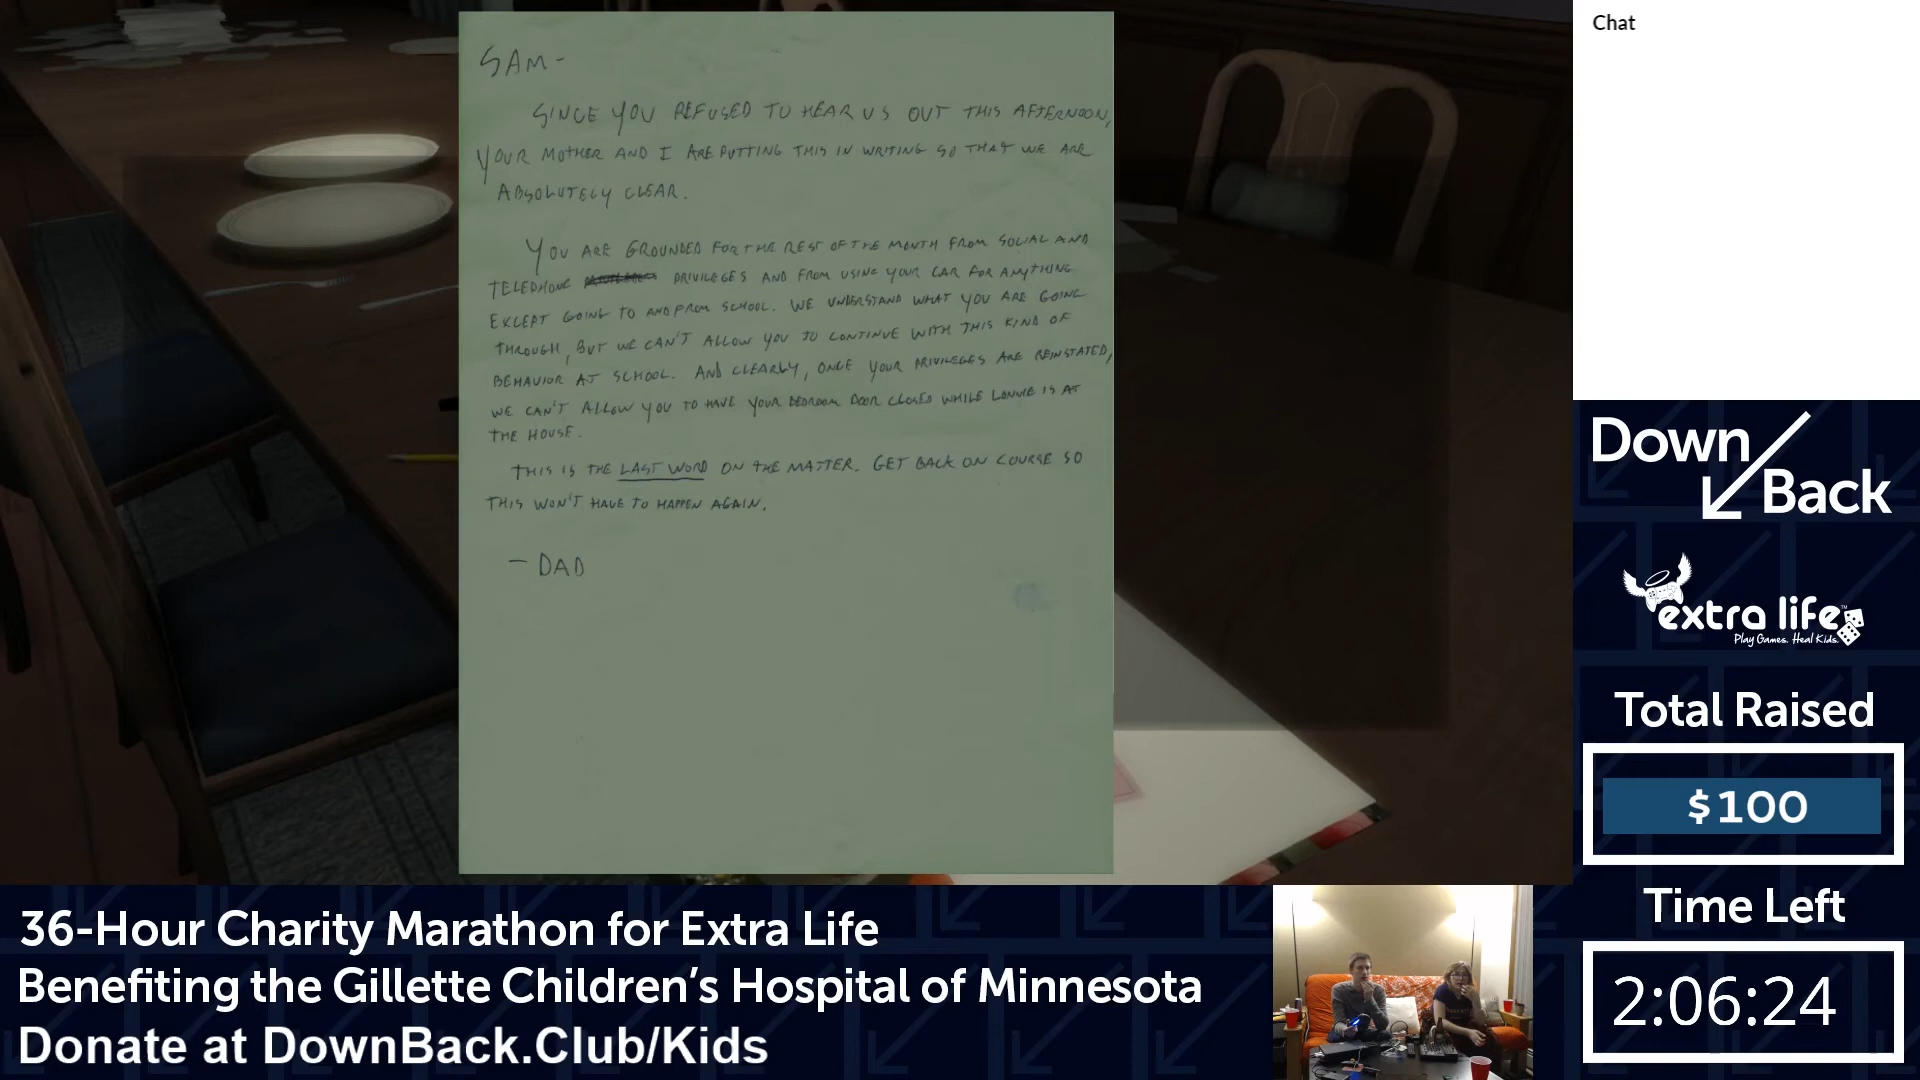 SAM-
SINCE YOU REFUSED TO HEAR US OUT THIS AFTERNOON,
YOUR MOTHER AND I ARE PUTTING THIS IN WRITING SO THAT WE ARE
ABSOLUTELY CLEAR.
YOU ARE GROUNDED FOR THE REST OF THE MONTH FROM SOCIAL AND
TELEPHONE PRIVILEGES AND FROM USING YOUR CAR FOR ANYTHING
EXCEPT GOING TO AND FROM SCHOOL. WE UNDERSTAND WHAT YOU ARE GOING
THROUGH, BUT WE CAN'T ALLOW YOU TO CONTINUE WITH THIS KIND OF
BEHAVIOR AT SCHOOL. AND CLEARLY, ONCE YOUR PRIVILEGES ARE REINSTATED,
WE CAN'T ALLOW YOU TO HAVE YOUR BEDROOM DOOR CLOSED WHILE LONNIE IS AT
THE HOUSE.
THIS IS THE LAST WORD ON THE MATTER. GET BACK ON COURSE SO
THIS WON'T HAVE TO HAPPEN AGAIN.
- DAD
Chat
Down
Back
extra life
Play Games. Heal Kids.
Total Raised
$100
Time Left
2:06:24
36-Hour Charity Marathon for Extra Life
Benefiting the Gillette Children's Hospital of Minnesota
Donate at DownBack.Club/Kids